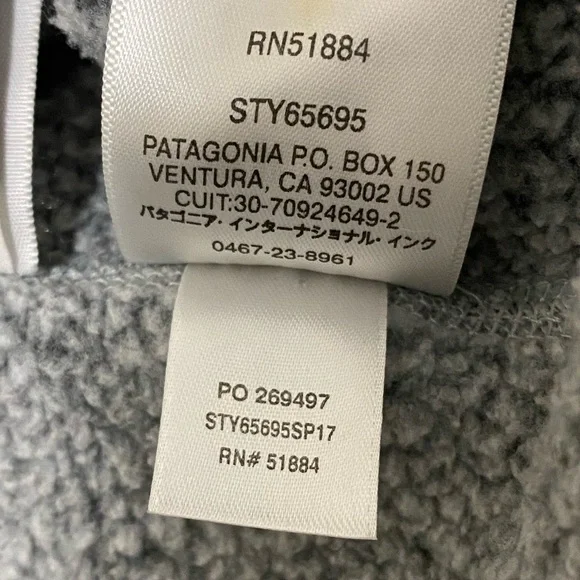 RN51884
STY65695
PATAGONIA P.O. BOX 150
VENTURA, CA 93002 US
CUIT:30-70924649-2
パタゴニア・インターナショナル・インク
0467-23-8961
PO 269497
STY65695SP17
RN# 51884